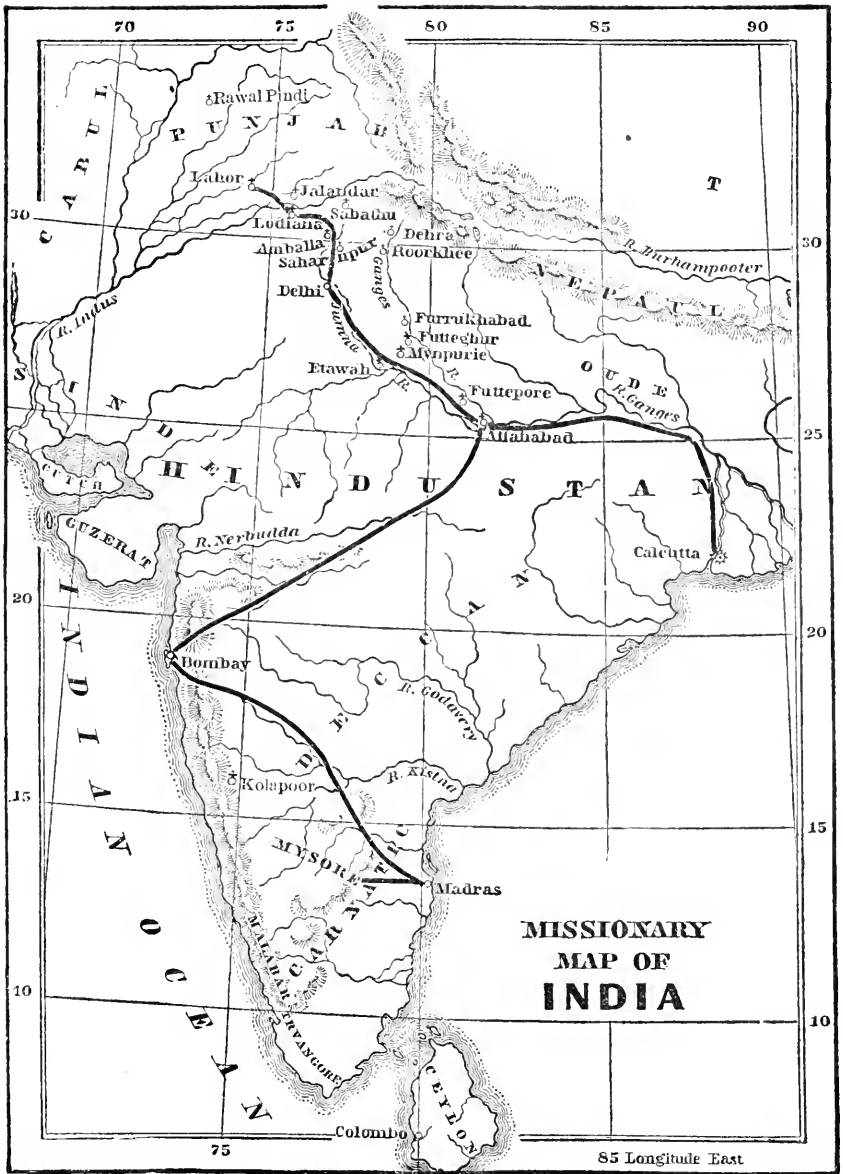 70 75 80 85 90
CABUL
Rawal Pindi
PUNJAB
Lahor
Jalandar
T
30
Lodiana
Sabathu
Amballa
Dehra
Saharunpur
Roorkhee
R. Burhampooter
30
Delhi
Ganges
NEPAUL
R. Indus
Jumna
Furrukhabad
Futteghur
Mynpurie
Etawah
R.
R.
Futtepore
OUDE
R. Ganges
SINDE
Allahabad
25
CUTCH
HINDUSTAN
GUZERAT
R. Nerbudda
Calcutta
20
20
INDIAN OCEAN
Bombay
DECCAN
R. Godavery
R. Kistna
Kolapoor
15
15
MYSORE
CARNATIC
Madras
MALABAR
MISSIONARY
MAP OF
INDIA
10
10
TRVANGORE
CEYLON
Colombo
75
85 Longitude East